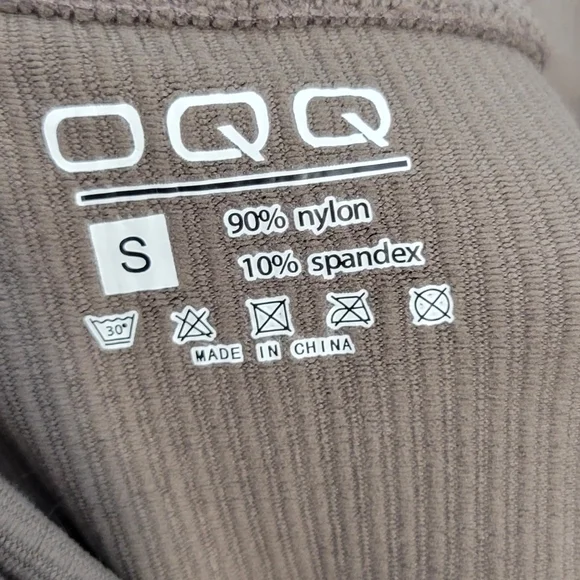 OQQ
S
90% nylon
10% spandex
30°
MADE IN CHINA